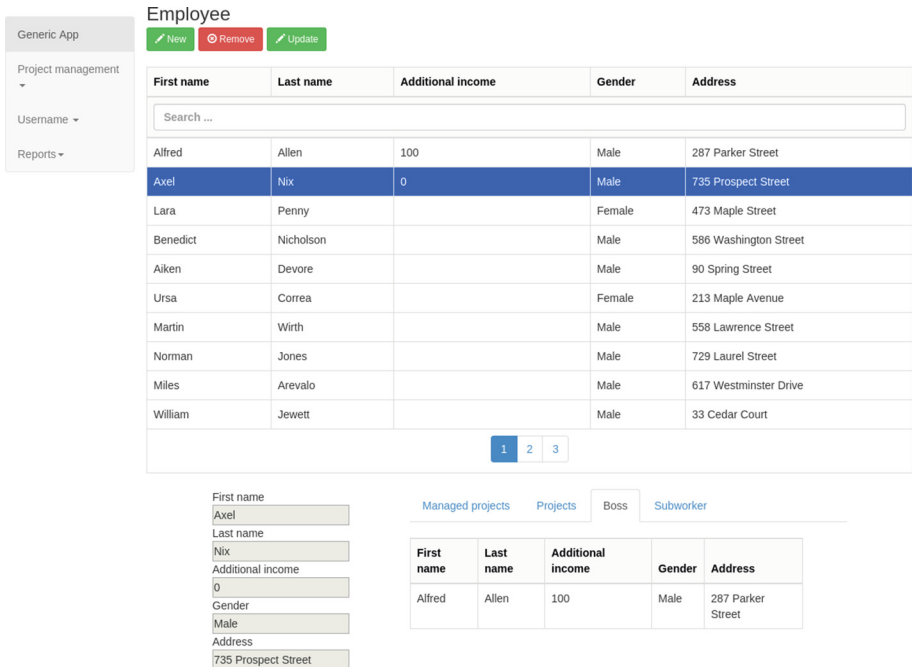 Employee
Generic App
New Remove Update
Project management
Username
Reports
First name Last name Additional income Gender Address
Search ...
Alfred Allen 100 Male 287 Parker Street
Axel Nix 0 Male 735 Prospect Street
Lara Penny Female 473 Maple Street
Benedict Nicholson Male 586 Washington Street
Aiken Devore Male 90 Spring Street
Ursa Correa Female 213 Maple Avenue
Martin Wirth Male 558 Lawrence Street
Norman Jones Male 729 Laurel Street
Miles Arevalo Male 617 Westminster Drive
William Jewett Male 33 Cedar Court
1 2 3
First name
Axel
Last name
Nix
Additional income
0
Gender
Male
Address
735 Prospect Street
Managed projects Projects Boss Subworker
First name Last name Additional income Gender Address
Alfred Allen 100 Male 287 Parker Street